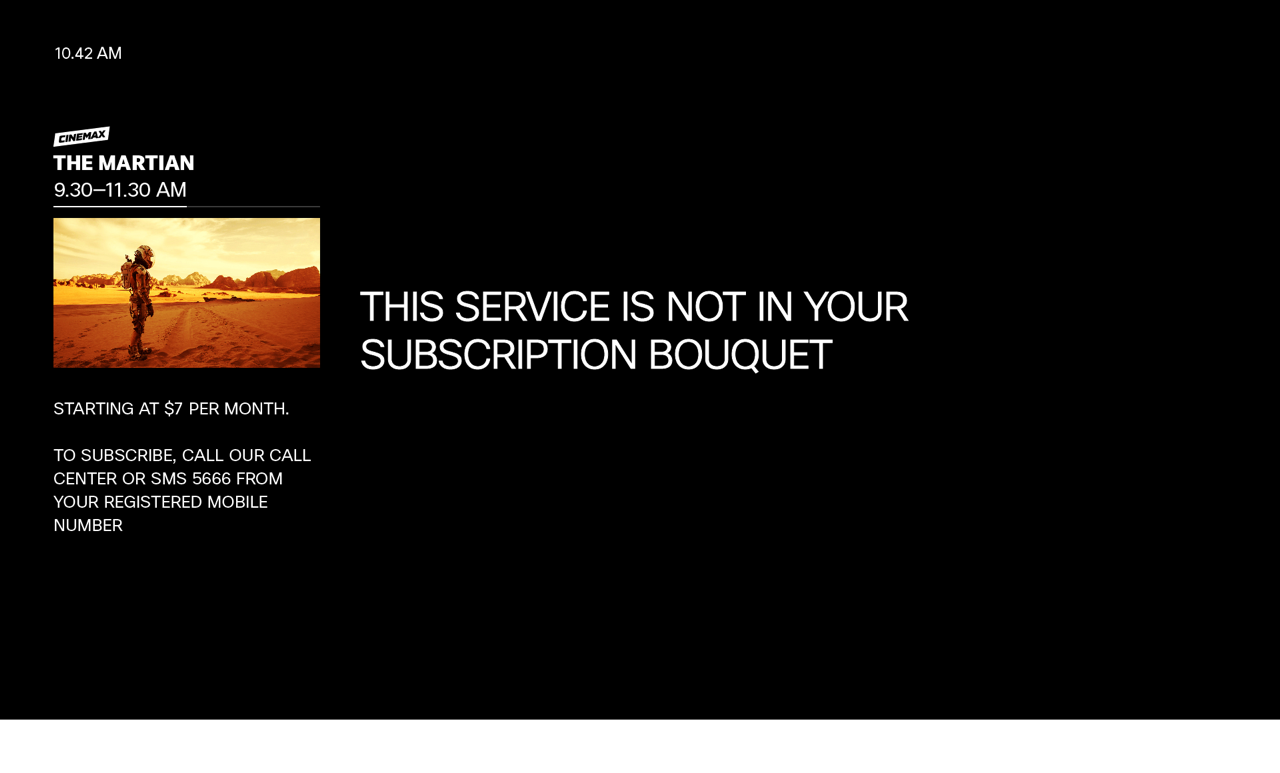 10.42 AM
CINEMAX
THE MARTIAN
9.30–11.30 AM
THIS SERVICE IS NOT IN YOUR
SUBSCRIPTION BOUQUET
STARTING AT $7 PER MONTH.
TO SUBSCRIBE, CALL OUR CALL
CENTER OR SMS 5666 FROM
YOUR REGISTERED MOBILE
NUMBER